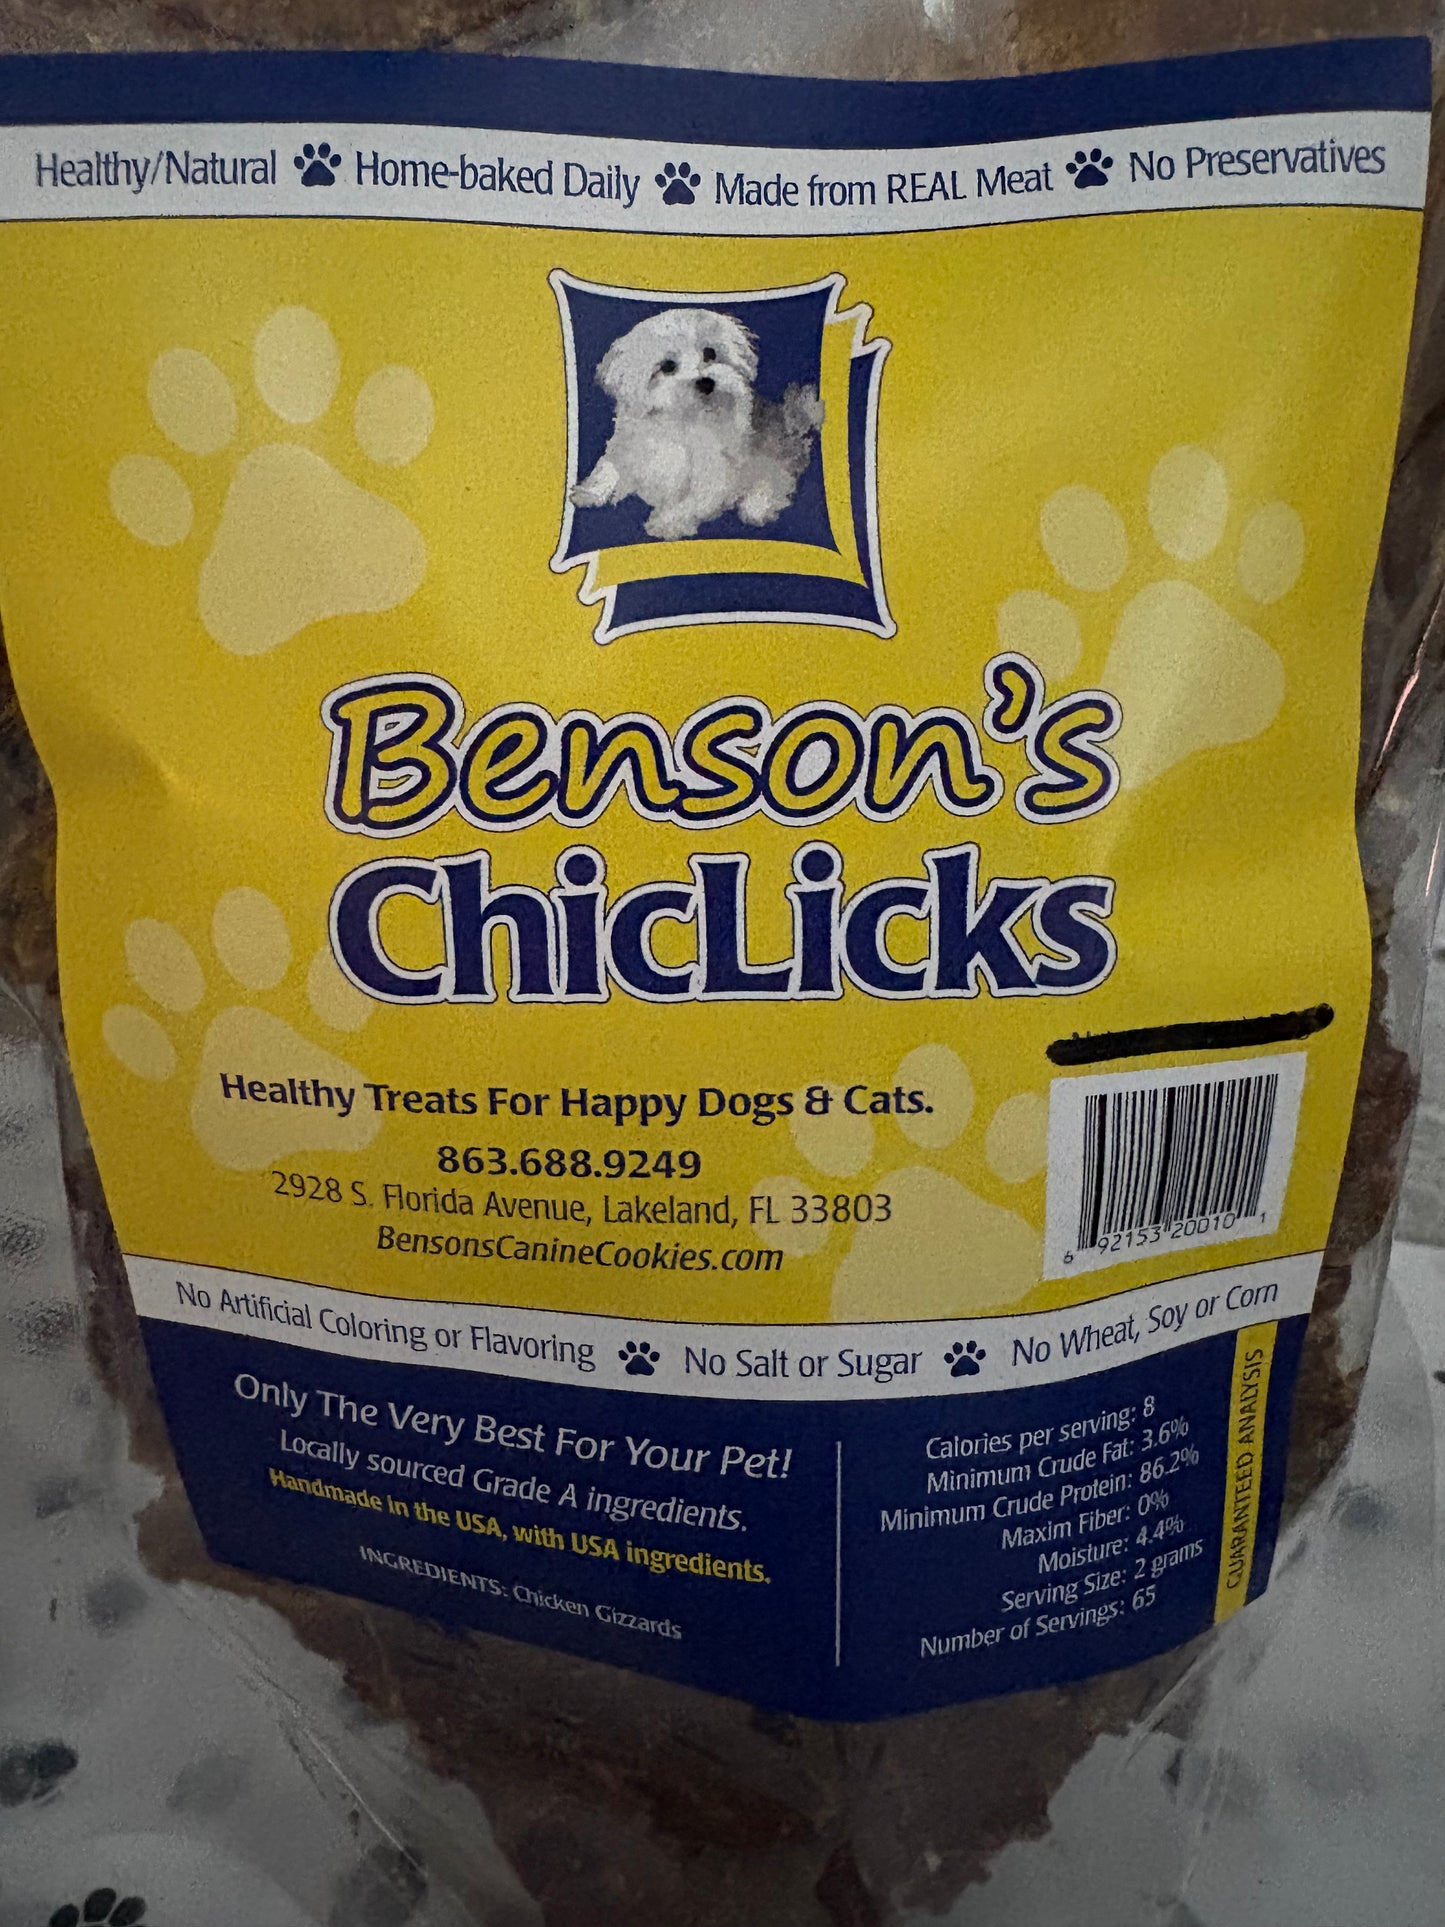 Healthy/Natural Home-baked Daily Made from REAL Meat No Preservatives
Benson's
ChicLicks
Healthy Treats For Happy Dogs & Cats.
863.688.9249
2928 S. Florida Avenue, Lakeland, FL 33803
BensonsCanineCookies.com
6 92153 20010 1
No Artificial Coloring or Flavoring No Salt or Sugar No Wheat, Soy or Corn
Only The Very Best For Your Pet!
Locally sourced Grade A ingredients.
Handmade in the USA, with USA ingredients.
INGREDIENTS: Chicken Gizzards
Calories per serving: 8
Minimum Crude Fat: 3.6%
Minimum Crude Protein: 86.2%
Maxim Fiber: 0%
Moisture: 4.4%
Serving Size: 2 grams
Number of Servings: 65
GUARANTEED ANALYSIS